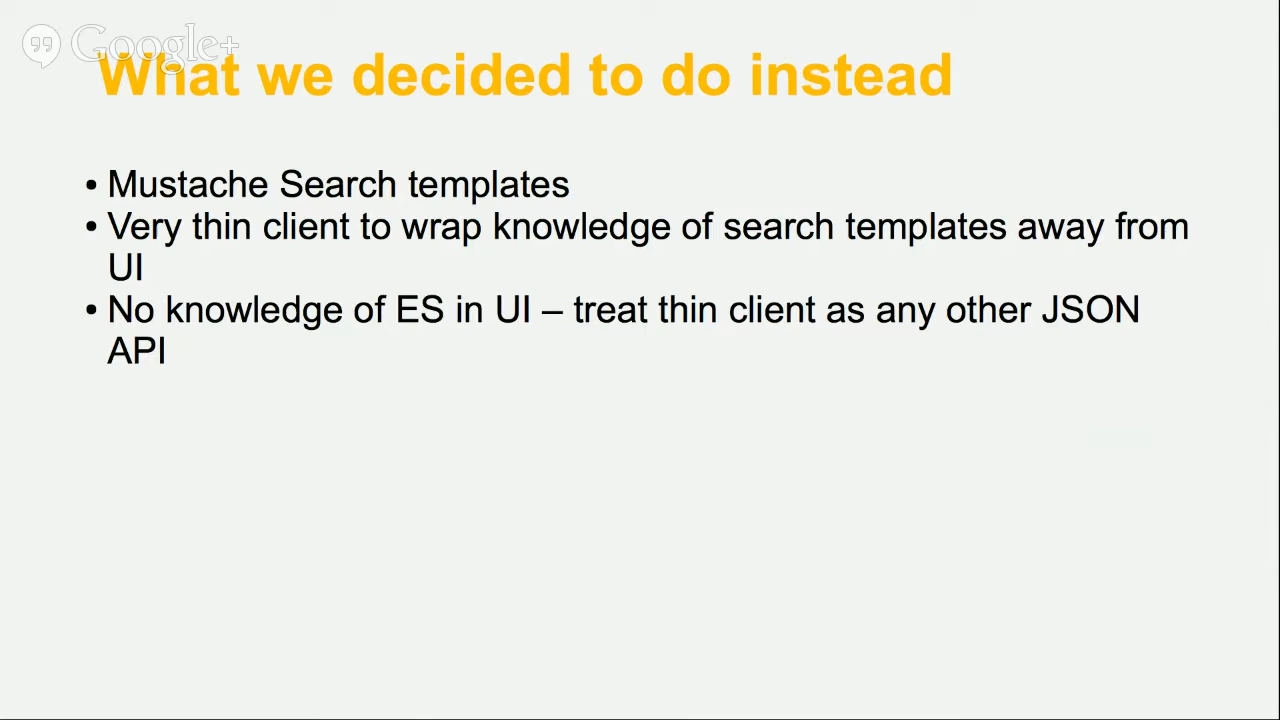 Google+
What we decided to do instead
• Mustache Search templates
• Very thin client to wrap knowledge of search templates away from
UI
• No knowledge of ES in UI – treat thin client as any other JSON
API